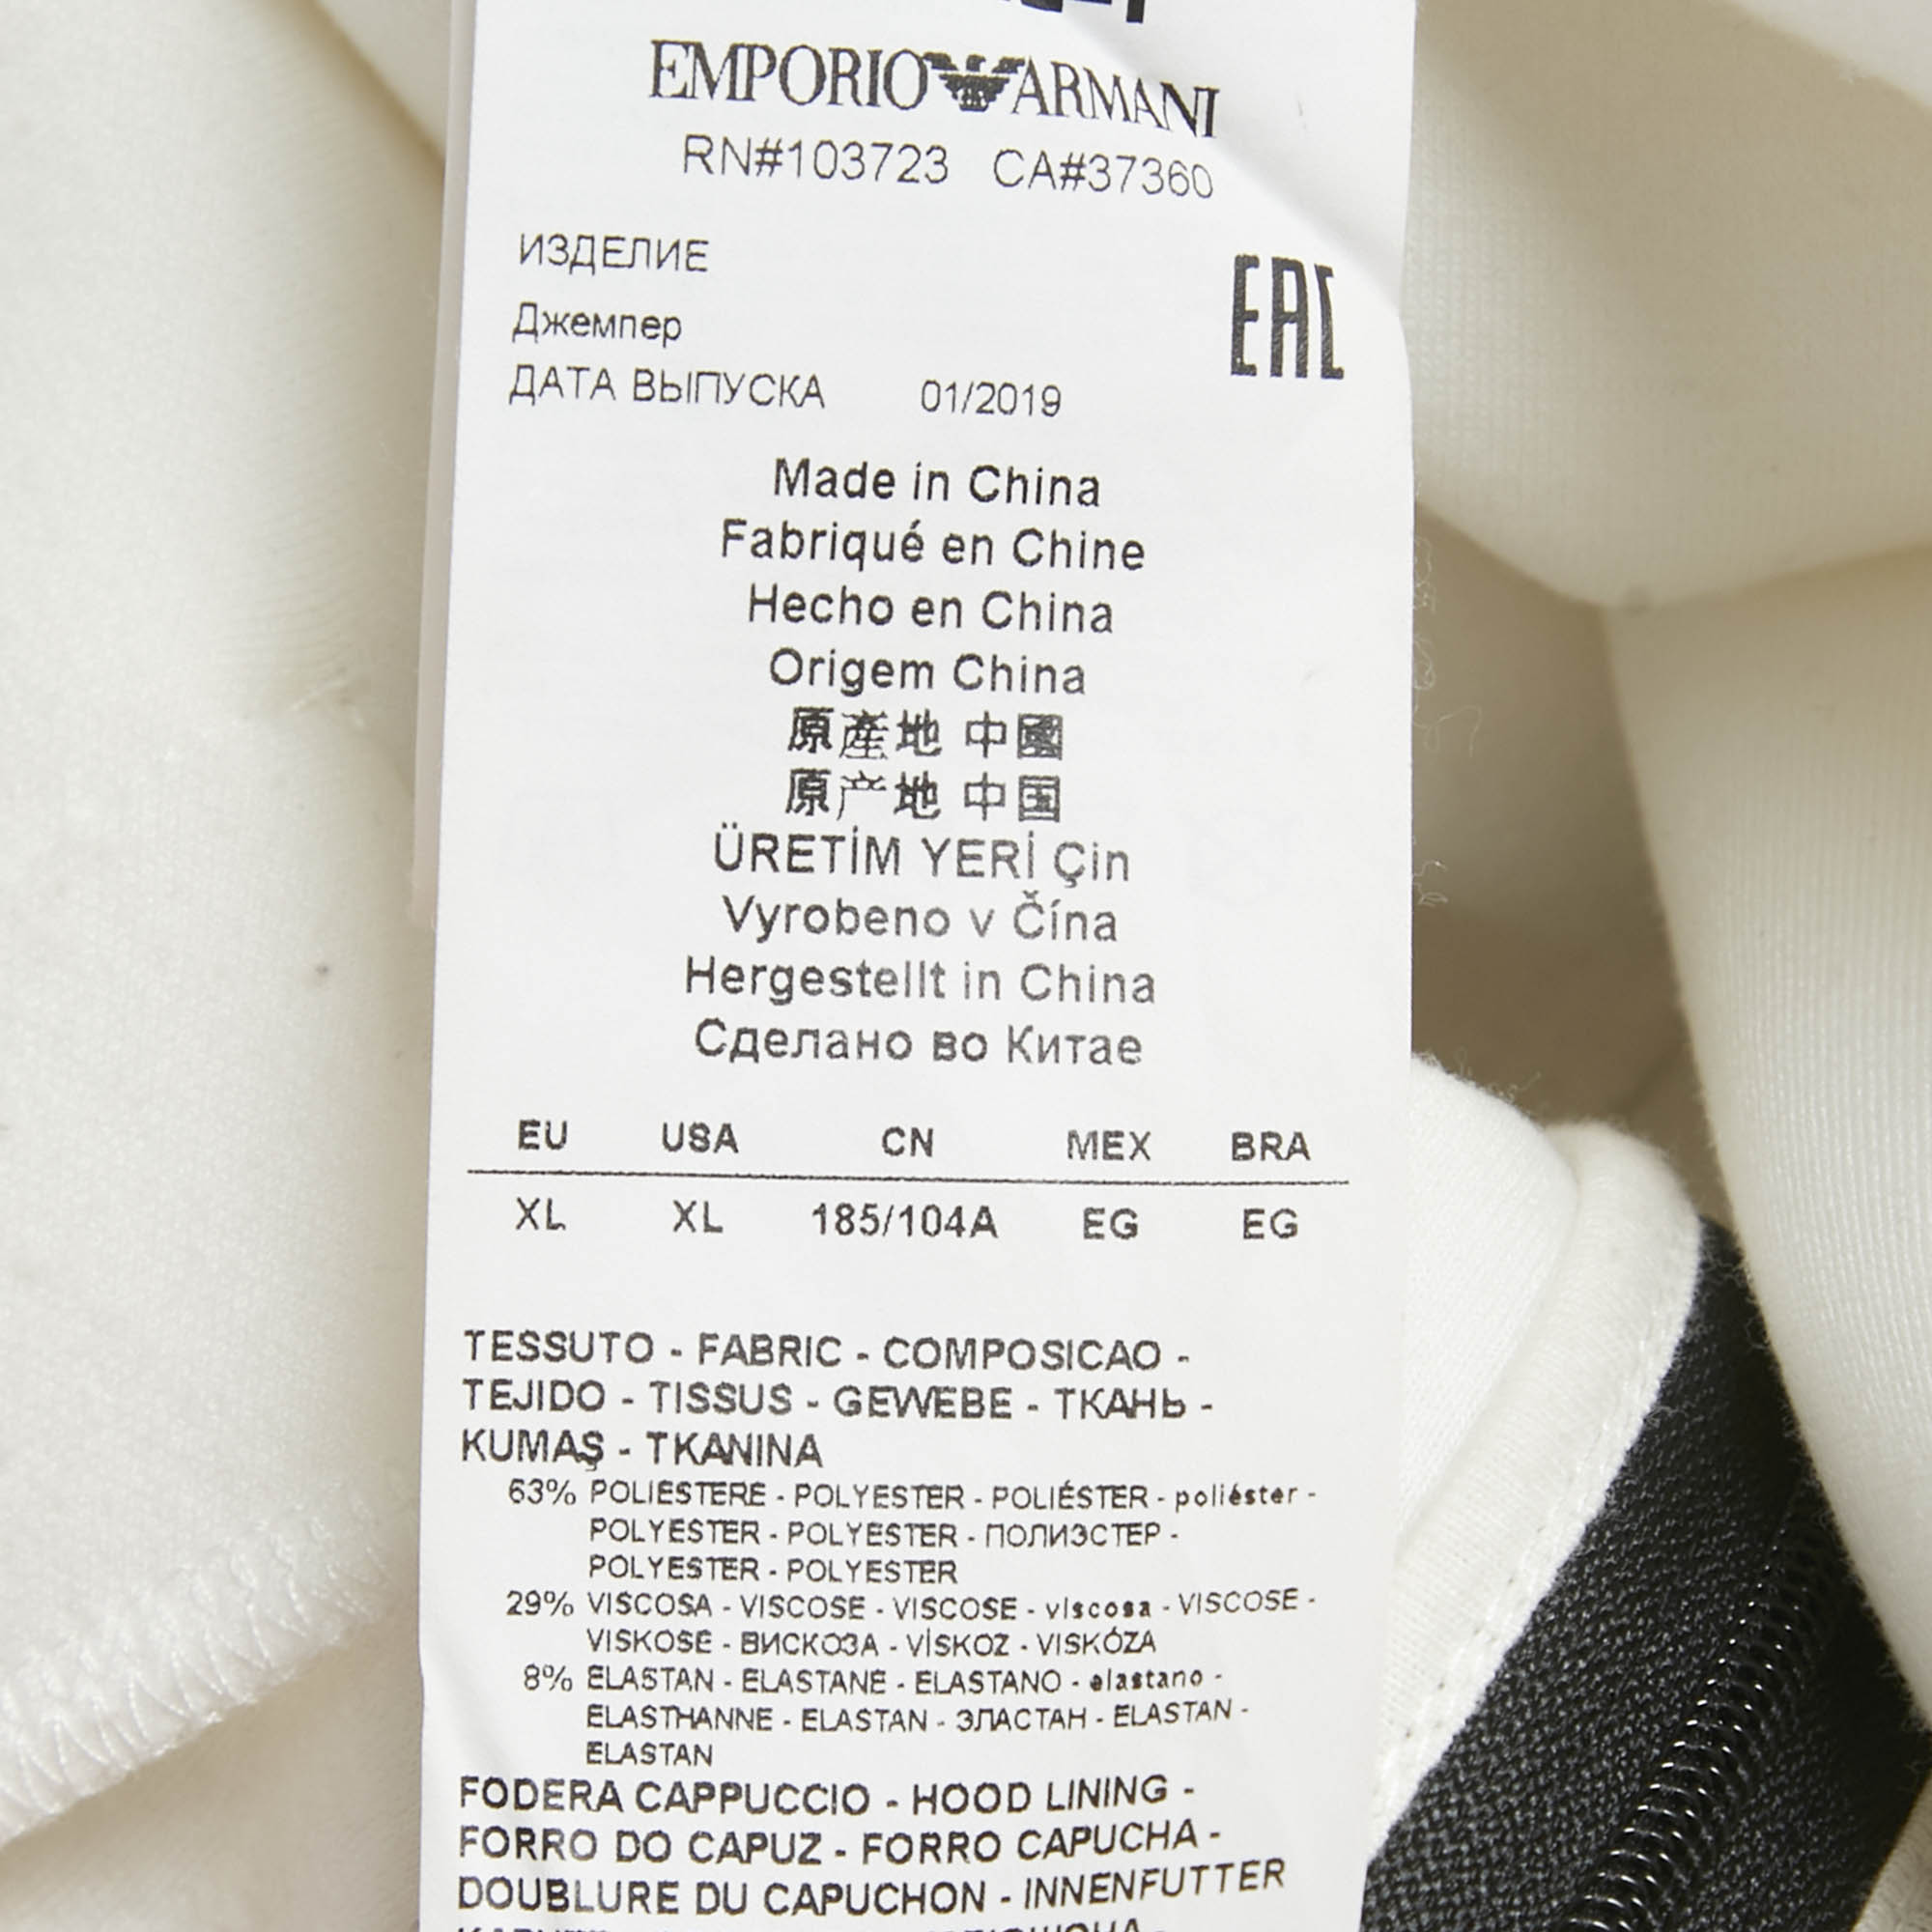 EMPORIO ARMANI
RN#103723 CA#37360
ИЗДЕЛИЕ
EAC
Джемпер
ДАТА ВЫПУСКА 01/2019
Made in China
Fabriqué en Chine
Hecho en China
Origem China
原產地 中國
原产地 中国
ÜRETİM YERİ Çin
Vyrobeno v Čína
Hergestellt in China
Сделано во Китае
EU USA CN MEX BRA
XL XL 185/104A EG EG
TESSUTO - FABRIC - COMPOSICAO -
TEJIDO - TISSUS - GEWEBE - ТКАНЬ -
KUMAŞ - TKANINA
63% POLIESTERE - POLYESTER - POLIÉSTER - poliéster -
POLYESTER - POLYESTER - ПОЛИЭСТЕР -
POLYESTER - POLYESTER
29% VISCOSA - VISCOSE - VISCOSE - viscosa - VISCOSE -
VISKOSE - ВИСКОЗА - VİSKOZ - VISKÓZA
8% ELASTAN - ELASTANE - ELASTANO - elastano -
ELASTHANNE - ELASTAN - ЭЛАСТАН - ELASTAN -
ELASTAN
FODERA CAPPUCCIO - HOOD LINING -
FORRO DO CAPUZ - FORRO CAPUCHA -
DOUBLURE DU CAPUCHON - INNENFUTTER